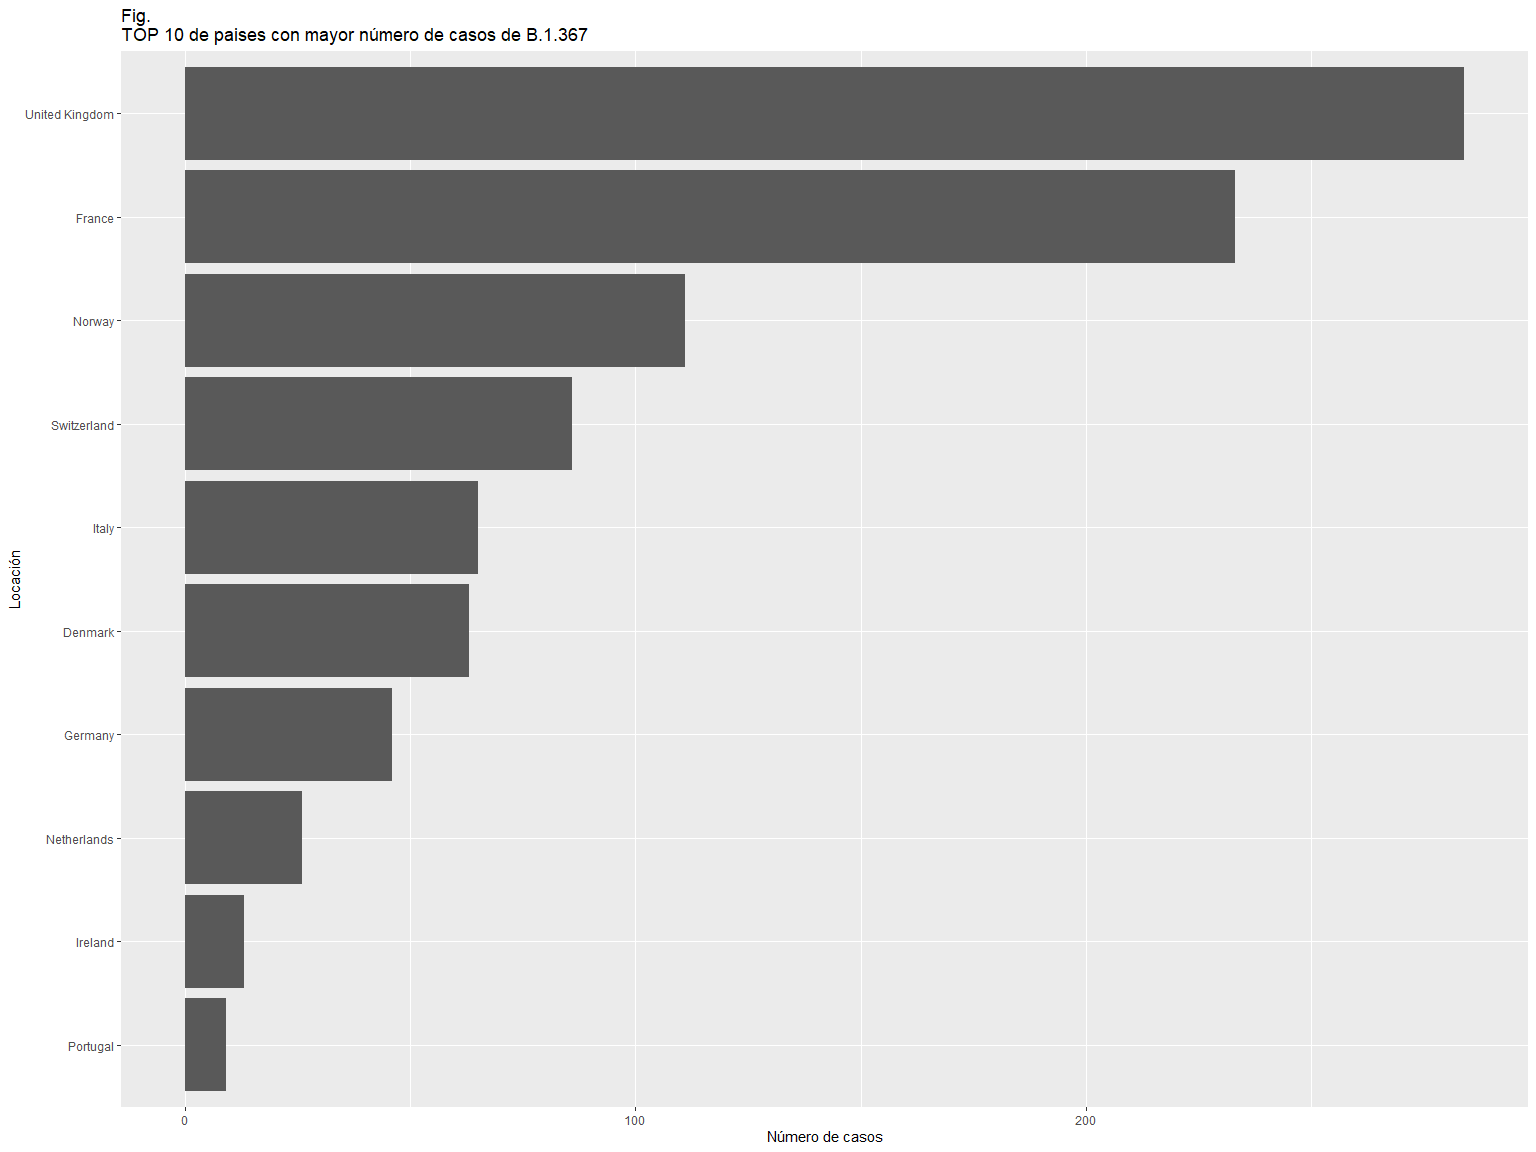 Fig.
TOP 10 de paises con mayor número de casos de B.1.367
United Kingdom
France
Norway
Switzerland
Italy
Denmark
Germany
Netherlands
Ireland
Portugal
Locación
0 100 200
Número de casos